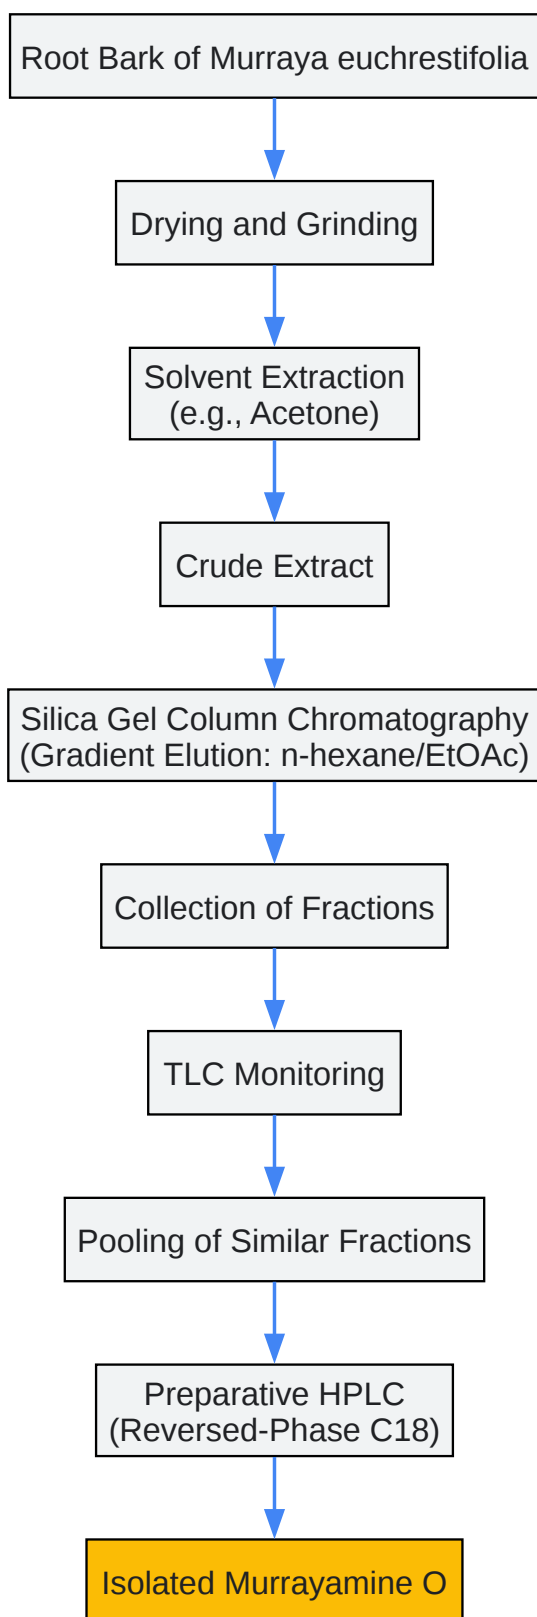 Root Bark of Murraya euchrestifolia
Drying and Grinding
Solvent Extraction
(e.g., Acetone)
Crude Extract
Silica Gel Column Chromatography
(Gradient Elution: n-hexane/EtOAc)
Collection of Fractions
TLC Monitoring
Pooling of Similar Fractions
Preparative HPLC
(Reversed-Phase C18)
Isolated Murrayamine O